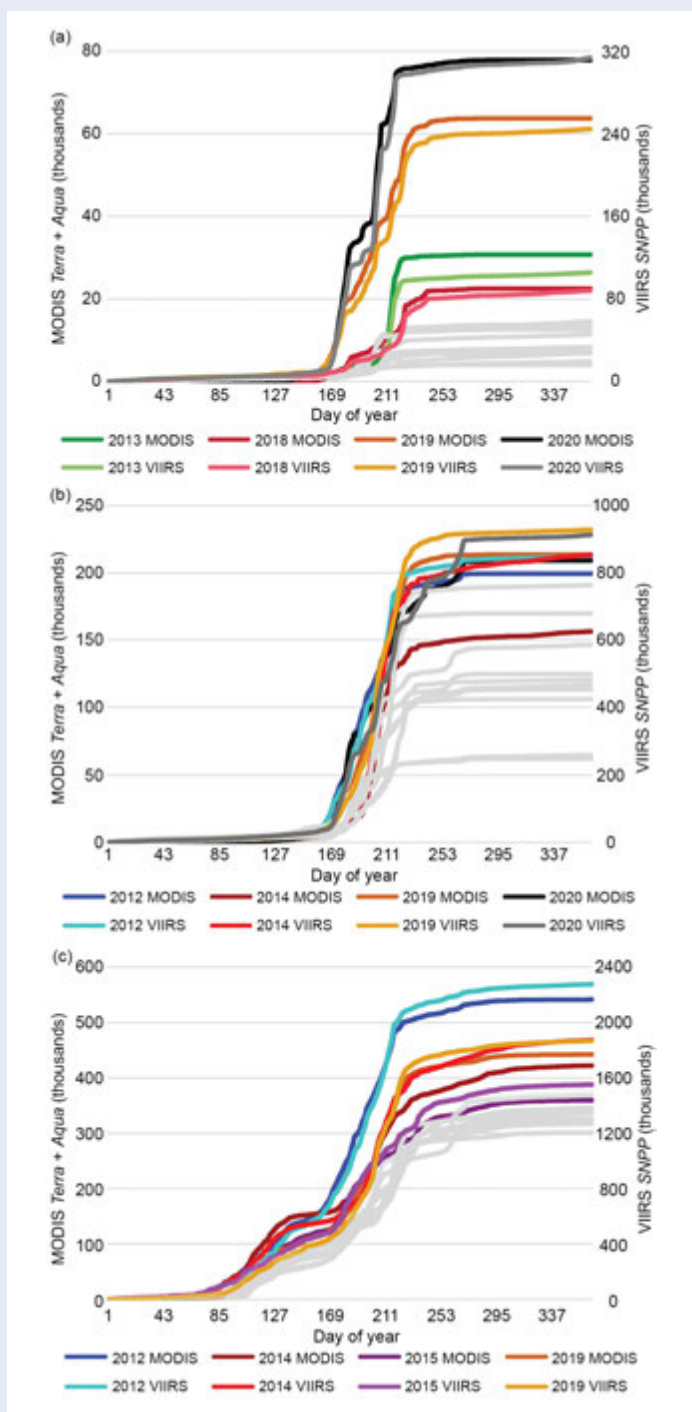 (a)
80
60
40
20
0
MODIS Terra + Aqua (thousands)
320
240
160
80
0
VIIRS SNPP (thousands)
1 43 85 127 169 211 253 295 337
Day of year
2013 MODIS 2018 MODIS 2019 MODIS 2020 MODIS
2013 VIIRS 2018 VIIRS 2019 VIIRS 2020 VIIRS
(b)
250
200
150
100
50
0
MODIS Terra + Aqua (thousands)
1000
800
600
400
200
0
VIIRS SNPP (thousands)
1 43 85 127 169 211 253 295 337
2012 MODIS 2014 MODIS 2019 MODIS 2020 MODIS
2012 VIIRS 2014 VIIRS 2019 VIIRS 2020 VIIRS
(c)
600
500
400
300
200
100
0
MODIS Terra + Aqua (thousands)
2400
2000
1600
1200
800
400
0
VIIRS SNPP (thousands)
1 43 85 127 169 211 253 295 337
Day of year
2012 MODIS 2014 MODIS 2015 MODIS 2019 MODIS
2012 VIIRS 2014 VIIRS 2015 VIIRS 2019 VIIRS